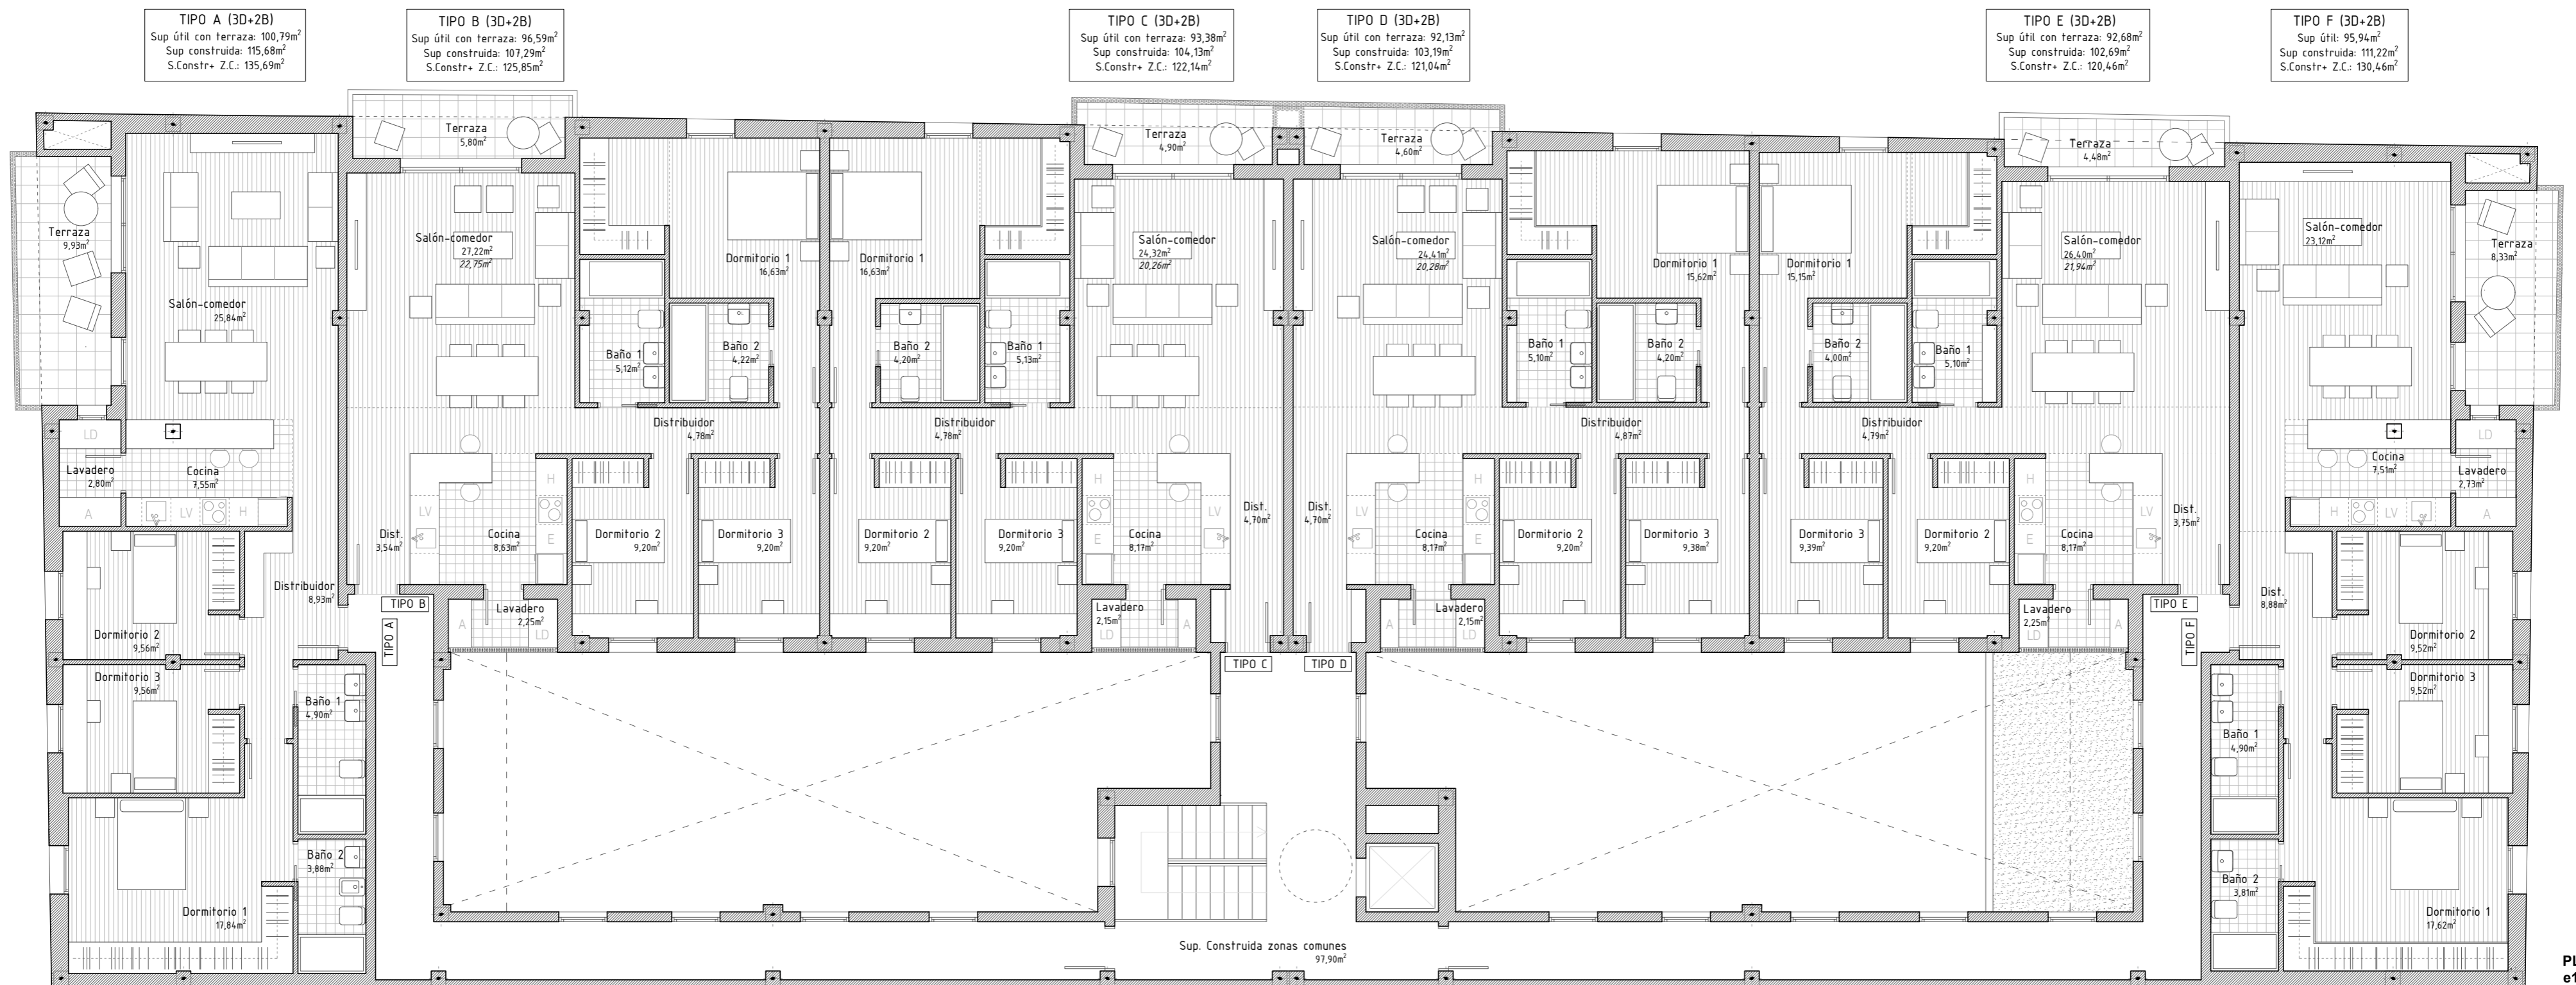 TIPO A (3D+2B)
Sup útil con terraza: 100,79m²
Sup construida: 115,68m²
S.Constr+ Z.C.: 135,69m²
TIPO B (3D+2B)
Sup útil con terraza: 96,59m²
Sup construida: 107,29m²
S.Constr+ Z.C.: 125,85m²
TIPO C (3D+2B)
Sup útil con terraza: 93,38m²
Sup construida: 104,13m²
S.Constr+ Z.C.: 122,14m²
TIPO D (3D+2B)
Sup útil con terraza: 92,13m²
Sup construida: 103,19m²
S.Constr+ Z.C.: 121,04m²
TIPO E (3D+2B)
Sup útil con terraza: 92,68m²
Sup construida: 102,69m²
S.Constr+ Z.C.: 120,46m²
TIPO F (3D+2B)
Sup útil: 95,94m²
Sup construida: 111,22m²
S.Constr+ Z.C.: 130,46m²
Terraza
9,93m²
Salón-comedor
25,84m²
LD
Lavadero
2,80m²
A
Cocina
7,55m²
LV
H
Distribuidor
8,93m²
Dormitorio 2
9,56m²
Dormitorio 3
9,56m²
Baño 1
4,90m²
Baño 2
3,88m²
Dormitorio 1
17,84m²
TIPO A
TIPO B
Terraza
5,80m²
Salón-comedor
27,22m²
22,75m²
Dormitorio 1
16,63m²
Baño 1
5,12m²
Baño 2
4,22m²
Distribuidor
4,78m²
Dist.
3,54m²
LV
H
E
Cocina
8,63m²
Lavadero
2,25m²
A
LD
Dormitorio 2
9,20m²
Dormitorio 3
9,20m²
Terraza
4,90m²
Dormitorio 1
16,63m²
Salón-comedor
24,32m²
20,26m²
Baño 2
4,20m²
Baño 1
5,13m²
Distribuidor
4,78m²
Dormitorio 2
9,20m²
Dormitorio 3
9,20m²
H
E
LV
Cocina
8,17m²
Dist.
4,70m²
Lavadero
2,15m²
LD
A
TIPO C
TIPO D
Terraza
4,60m²
Salón-comedor
24,41m²
20,28m²
Dormitorio 1
15,62m²
Baño 1
5,10m²
Baño 2
4,20m²
Distribuidor
4,87m²
Dist.
4,70m²
LV
H
E
Cocina
8,17m²
Lavadero
2,15m²
A
LD
Dormitorio 2
9,20m²
Dormitorio 3
9,38m²
Terraza
4,48m²
Dormitorio 1
15,15m²
Salón-comedor
26,40m²
21,94m²
Baño 2
4,00m²
Baño 1
5,10m²
Distribuidor
4,79m²
Dormitorio 3
9,39m²
Dormitorio 2
9,20m²
H
E
LV
Cocina
8,17m²
Dist.
3,75m²
Lavadero
2,25m²
LD
A
TIPO E
TIPO F
Salón-comedor
23,12m²
Terraza
8,33m²
LD
Cocina
7,51m²
Lavadero
2,73m²
H
LV
A
Dist.
8,88m²
Dormitorio 2
9,52m²
Dormitorio 3
9,52m²
Baño 1
4,90m²
Baño 2
3,81m²
Dormitorio 1
17,62m²
Sup. Construida zonas comunes
97,90m²